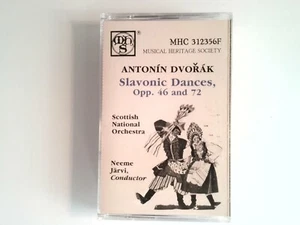 MHS
MHC 312356F
MUSICAL HERITAGE SOCIETY
ANTONÍN DVOŘÁK
Slavonic Dances,
Opp. 46 and 72
Scottish
National
Orchestra
Neeme
Järvi,
Conductor